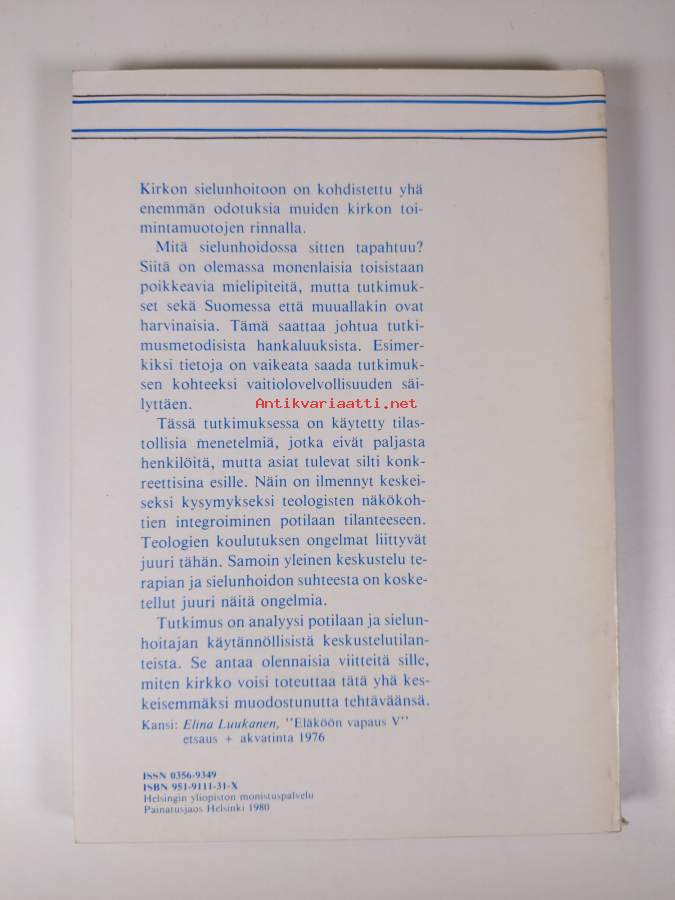 Kirkon sielunhoitoon on kohdistettu yhä
enemmän odotuksia muiden kirkon toi-
mintamuotojen rinnalla.
Mitä sielunhoidossa sitten tapahtuu?
Siitä on olemassa monenlaisia toisistaan
poikkeavia mielipiteitä, mutta tutkimuk-
set sekä Suomessa että muuallakin ovat
harvinaisia. Tämä saattaa johtua tutki-
musmetodisista hankaluuksista. Esimer-
kiksi tietoja on vaikeata saada tutkimuk-
sen kohteeksi vaitiolovelvollisuuden säi-
lyttäen.
Antikvariaatti.net
Tässä tutkimuksessa on käytetty tilas-
tollisia menetelmiä, jotka eivät paljasta
henkilöitä, mutta asiat tulevat silti konk-
reettisina esille. Näin on ilmennyt keskei-
seksi kysymykseksi teologisten näkökoh-
tien integroiminen potilaan tilanteeseen.
Teologien koulutuksen ongelmat liittyvät
juuri tähän. Samoin yleinen keskustelu te-
rapian ja sielunhoidon suhteesta on koske-
tellut juuri näitä ongelmia.
Tutkimus on analyysi potilaan ja sielun-
hoitajan käytännöllisistä keskustelutilan-
teista. Se antaa olennaisia viitteitä sille,
miten kirkko voisi toteuttaa tätä yhä kes-
keisemmäksi muodostunutta tehtäväänsä.
Kansi: Elina Luukanen, "Eläköön vapaus V"
etsaus + akvatinta 1976
ISSN 0356-9349
ISBN 951-9111-31-X
Helsingin yliopiston monistuspalvelu
Painatusjaos Helsinki 1980